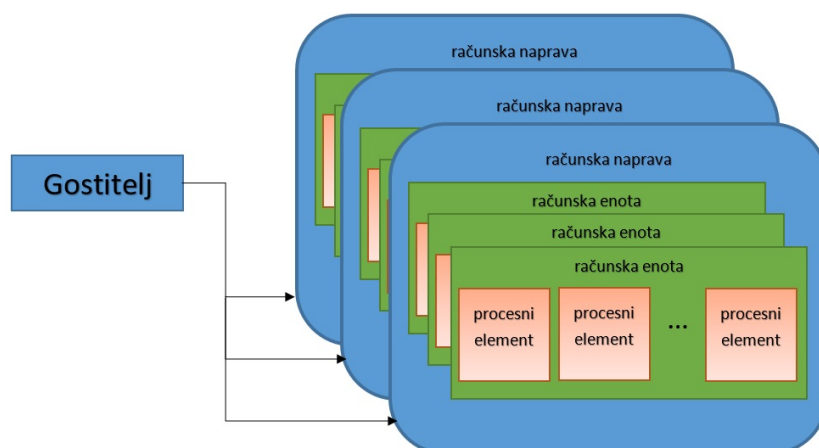 računska naprava
računska naprava
računska naprava
Gostitelj
računska enota
računska enota
računska enota
procesni
element
procesni
element
...
procesni
element